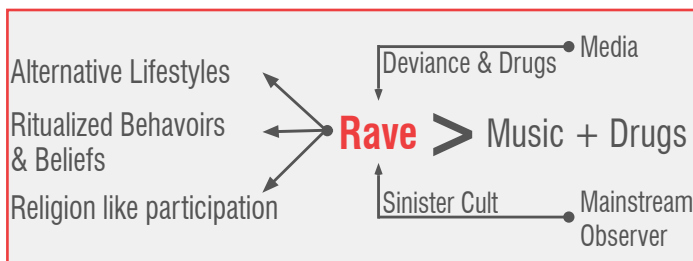 Alternative Lifestyles
Ritualized Behavoirs
& Beliefs
Religion like participation
Deviance & Drugs
Media
Rave > Music + Drugs
Sinister Cult
Mainstream
Observer